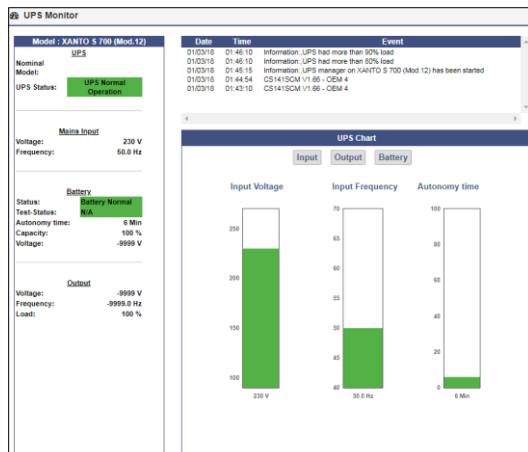 UPS Monitor
Model : XANTO S 700 (Mod.12)
UPS
Nominal
Model:
UPS Status: UPS Normal Operation
Mains Input
Voltage: 230 V
Frequency: 50.0 Hz
Battery
Status: Battery Normal
Test-Status: N/A
Autonomy time: 6 Min
Capacity: 100 %
Voltage: -9999 V
Output
Voltage: -9999 V
Frequency: -9999.0 Hz
Load: 100 %
Date Time Event
01/03/18 01:46:10 Information:,UPS had more than 90% load
01/03/18 01:46:10 Information:,UPS had more than 80% load
01/03/18 01:45:15 Information:,UPS manager on XANTO S 700 (Mod.12) has been started
01/03/18 01:44:54 CS141SCM V1.66 - OEM 4
01/03/18 01:43:10 CS141SCM V1.66 - OEM 4
UPS Chart
Input Output Battery
Input Voltage Input Frequency Autonomy time
250
200
150
100
230 V
70
65
60
55
50
45
40
50.0 Hz
100
80
60
40
20
0
6 Min